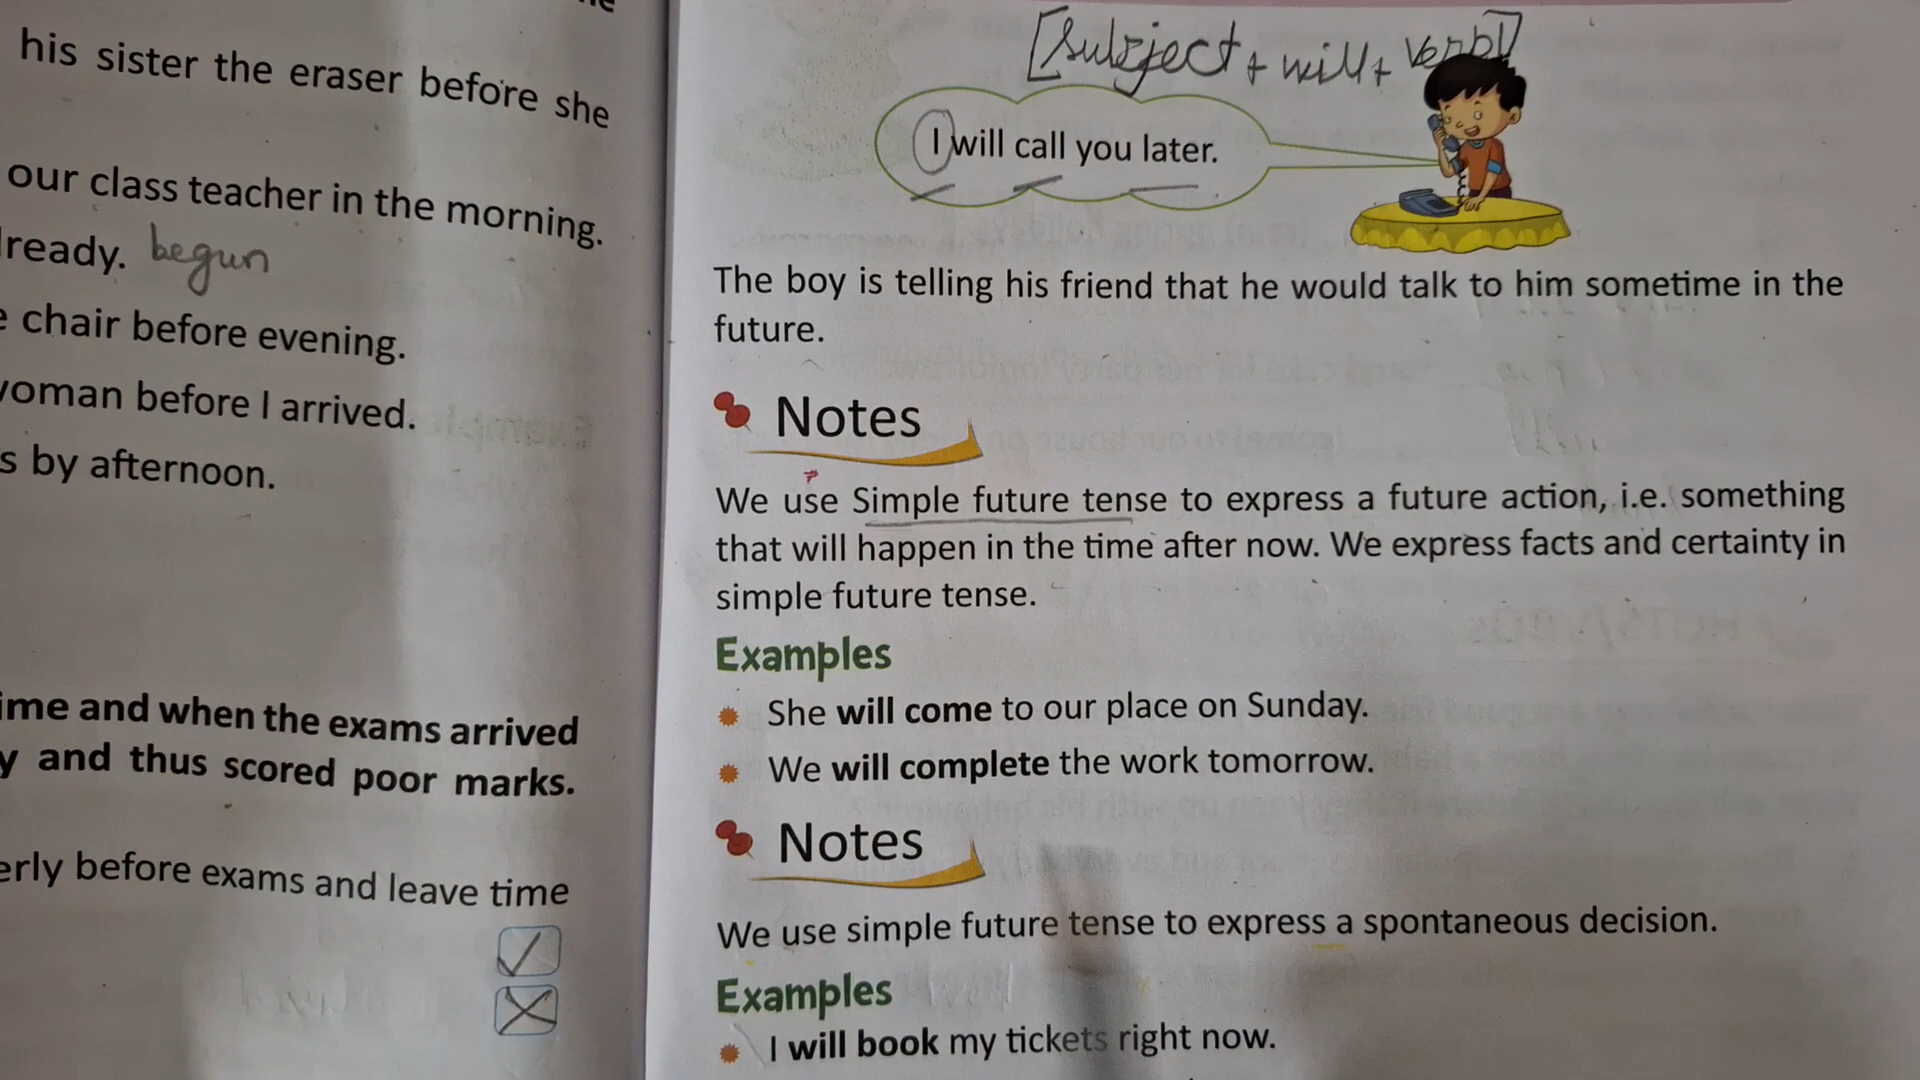 his sister the eraser before she
our class teacher in the morning.
begun
chair before evening.
before I arrived.
by afternoon.
and when the exams arrived
and thus scored poor marks.
before exams and leave time
[Subject + will + verb1]
I will call you later.
The boy is telling his friend that he would talk to him sometime in the
future.
Notes
We use Simple future tense to express a future action, i.e. something
that will happen in the time after now. We express facts and certainty in
simple future tense.
Examples
She will come to our place on Sunday.
We will complete the work tomorrow.
Notes
We use simple future tense to express a spontaneous decision.
Examples
I will book my tickets right now.